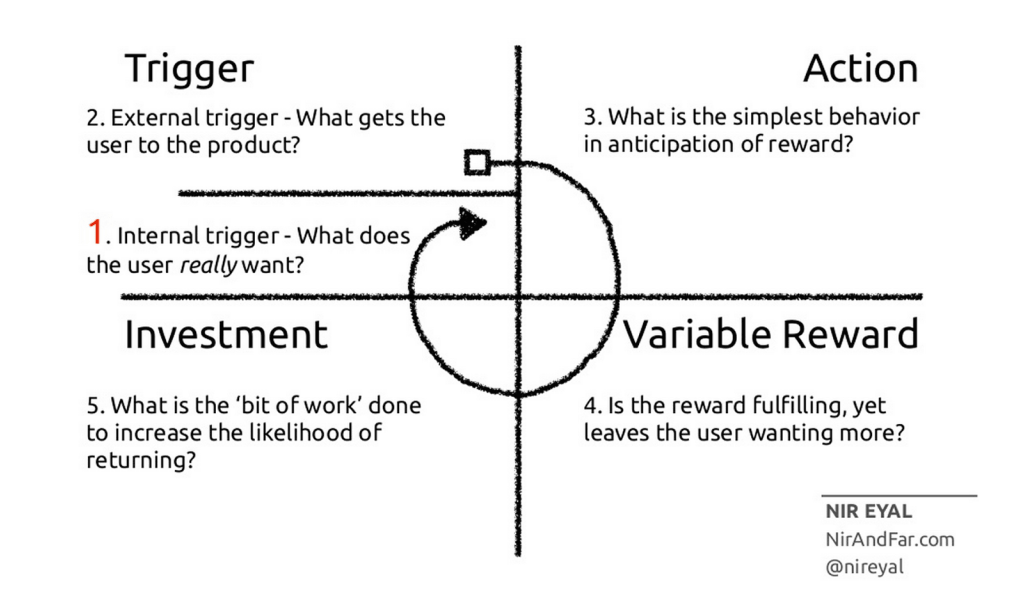 Trigger
2. External trigger - What gets the
user to the product?
1. Internal trigger - What does
the user really want?
Action
3. What is the simplest behavior
in anticipation of reward?
Investment
5. What is the ‘bit of work’ done
to increase the likelihood of
returning?
Variable Reward
4. Is the reward fulfilling, yet
leaves the user wanting more?
NIR EYAL
NirAndFar.com
@nireyal